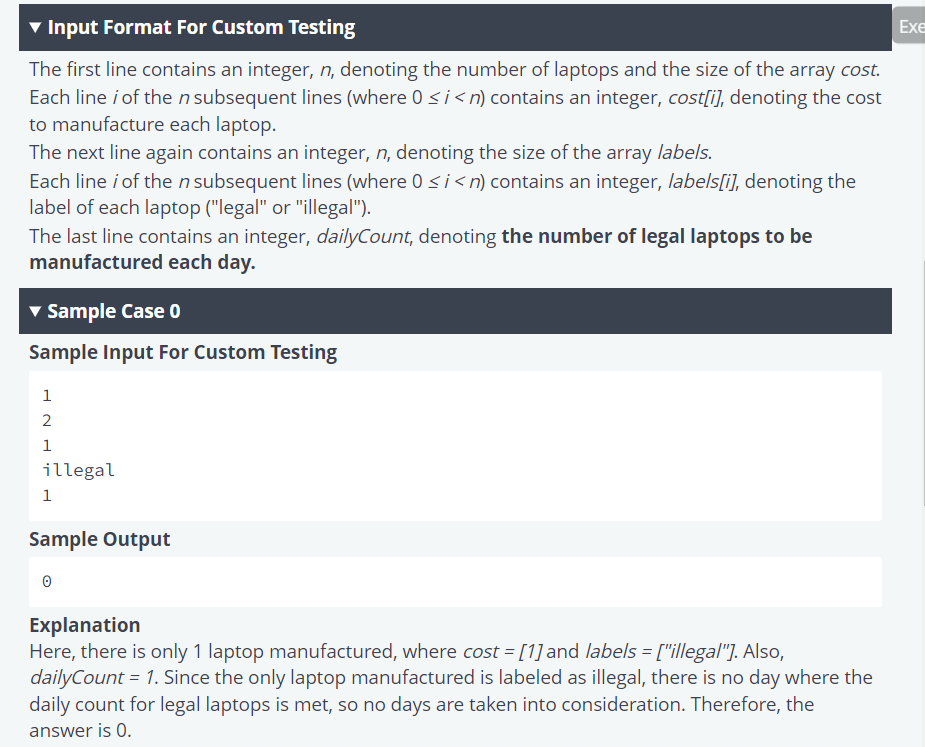 ▼ Input Format For Custom Testing
Exe
The first line contains an integer, n, denoting the number of laptops and the size of the array cost.
Each line i of the n subsequent lines (where 0 ≤ i < n) contains an integer, cost[i], denoting the cost
to manufacture each laptop.
The next line again contains an integer, n, denoting the size of the array labels.
Each line i of the n subsequent lines (where 0 ≤ i < n) contains an integer, labels[i], denoting the
label of each laptop ("legal" or "illegal").
The last line contains an integer, dailyCount, denoting the number of legal laptops to be
manufactured each day.
▼ Sample Case 0
Sample Input For Custom Testing
1
2
1
illegal
1
Sample Output
0
Explanation
Here, there is only 1 laptop manufactured, where cost = [1] and labels = ["illegal"]. Also,
dailyCount = 1. Since the only laptop manufactured is labeled as illegal, there is no day where the
daily count for legal laptops is met, so no days are taken into consideration. Therefore, the
answer is 0.